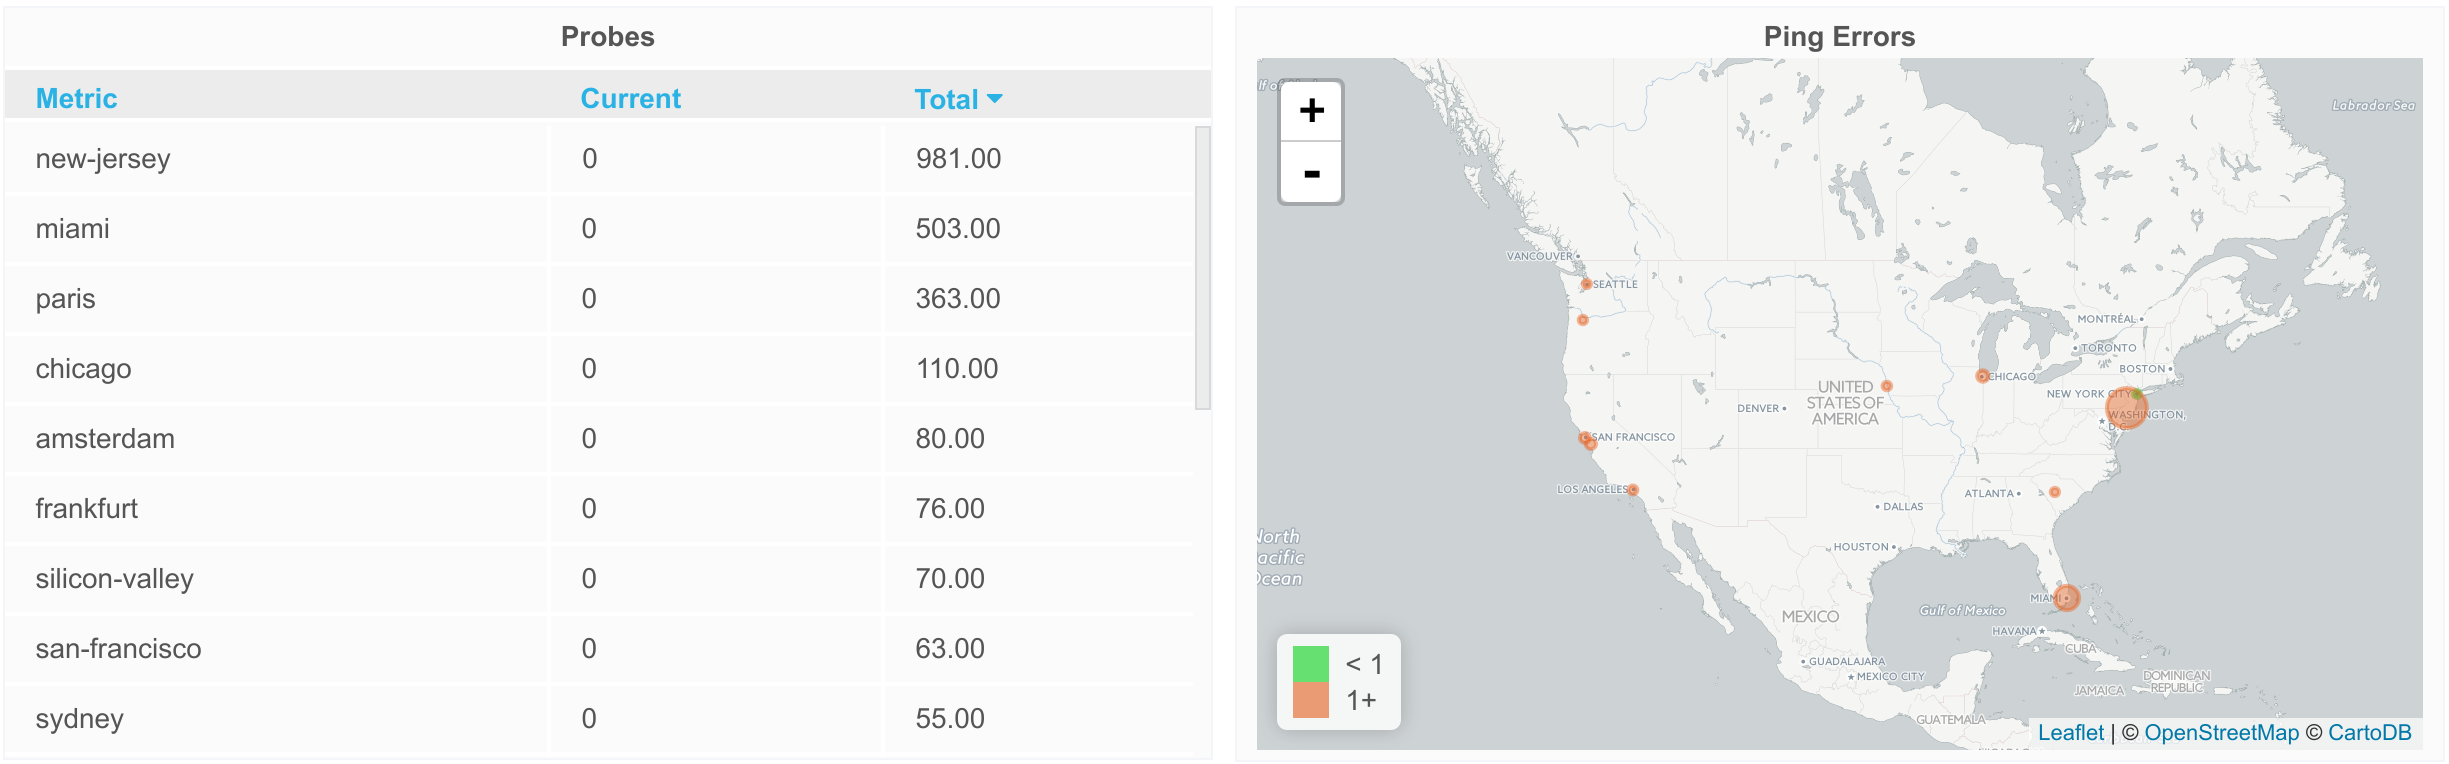 Probes
Metric Current Total
new-jersey 0 981.00
miami 0 503.00
paris 0 363.00
chicago 0 110.00
amsterdam 0 80.00
frankfurt 0 76.00
silicon-valley 0 70.00
san-francisco 0 63.00
sydney 0 55.00
Ping Errors
+
-
lf of
Labrador Sea
VANCOUVER
SEATTLE
MONTRÉAL
TORONTO
BOSTON
CHICAGO
NEW YORK CITY
UNITED
STATES OF
AMERICA
DENVER
WASHINGTON,
D.C.
SAN FRANCISCO
LOS ANGELES
ATLANTA
DALLAS
HOUSTON
North
acific
Ocean
MIAMI
Gulf of Mexico
MEXICO
HAVANA
CUBA
GUADALAJARA
MEXICO CITY
DOMINICAN
REPUBLIC
JAMAICA
GUATEMALA
< 1
1+
Leaflet | © OpenStreetMap © CartoDB